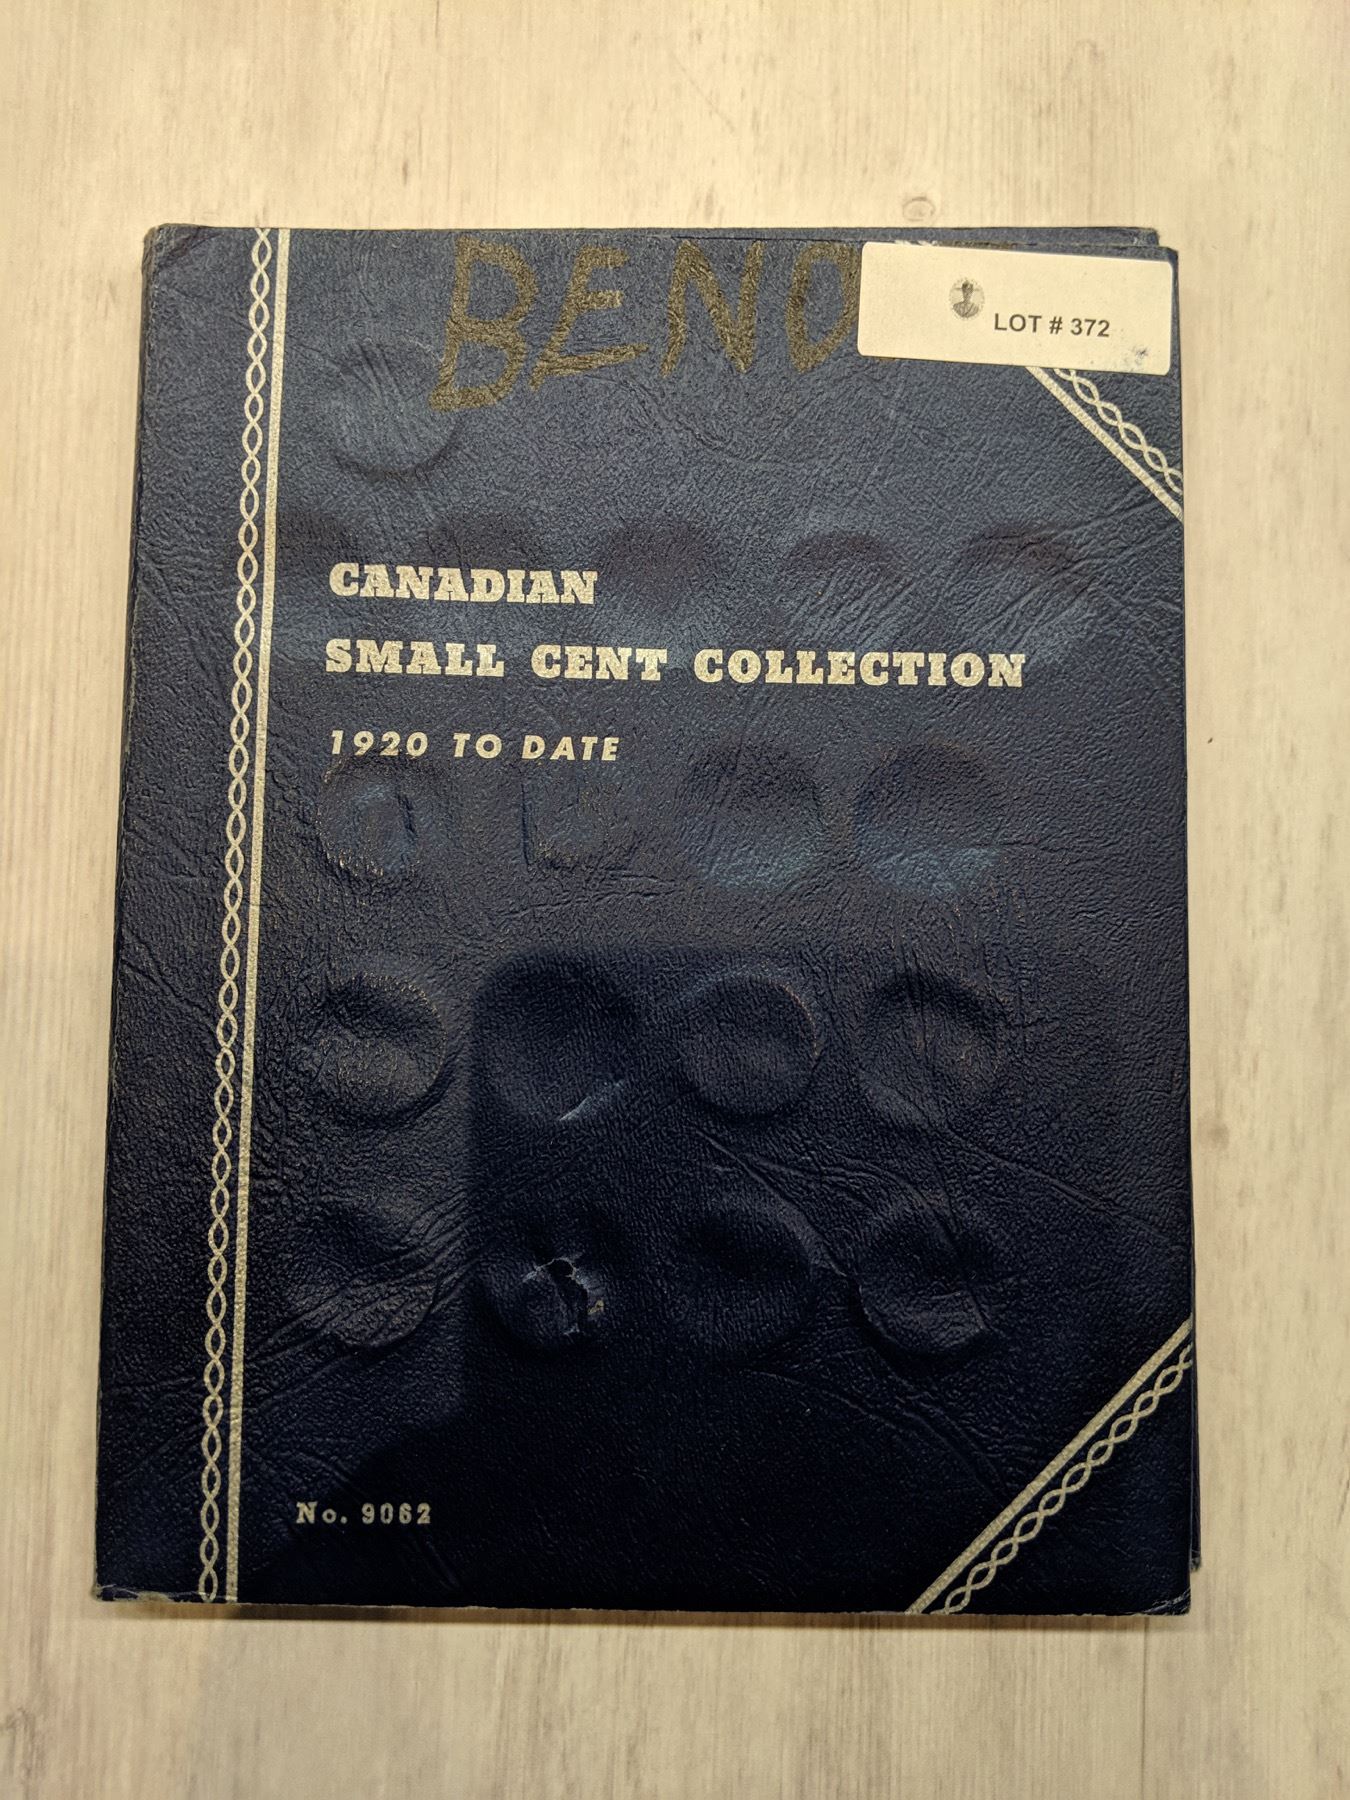 BENO
LOT # 372
CANADIAN
SMALL CENT COLLECTION
1920 TO DATE
No. 9062